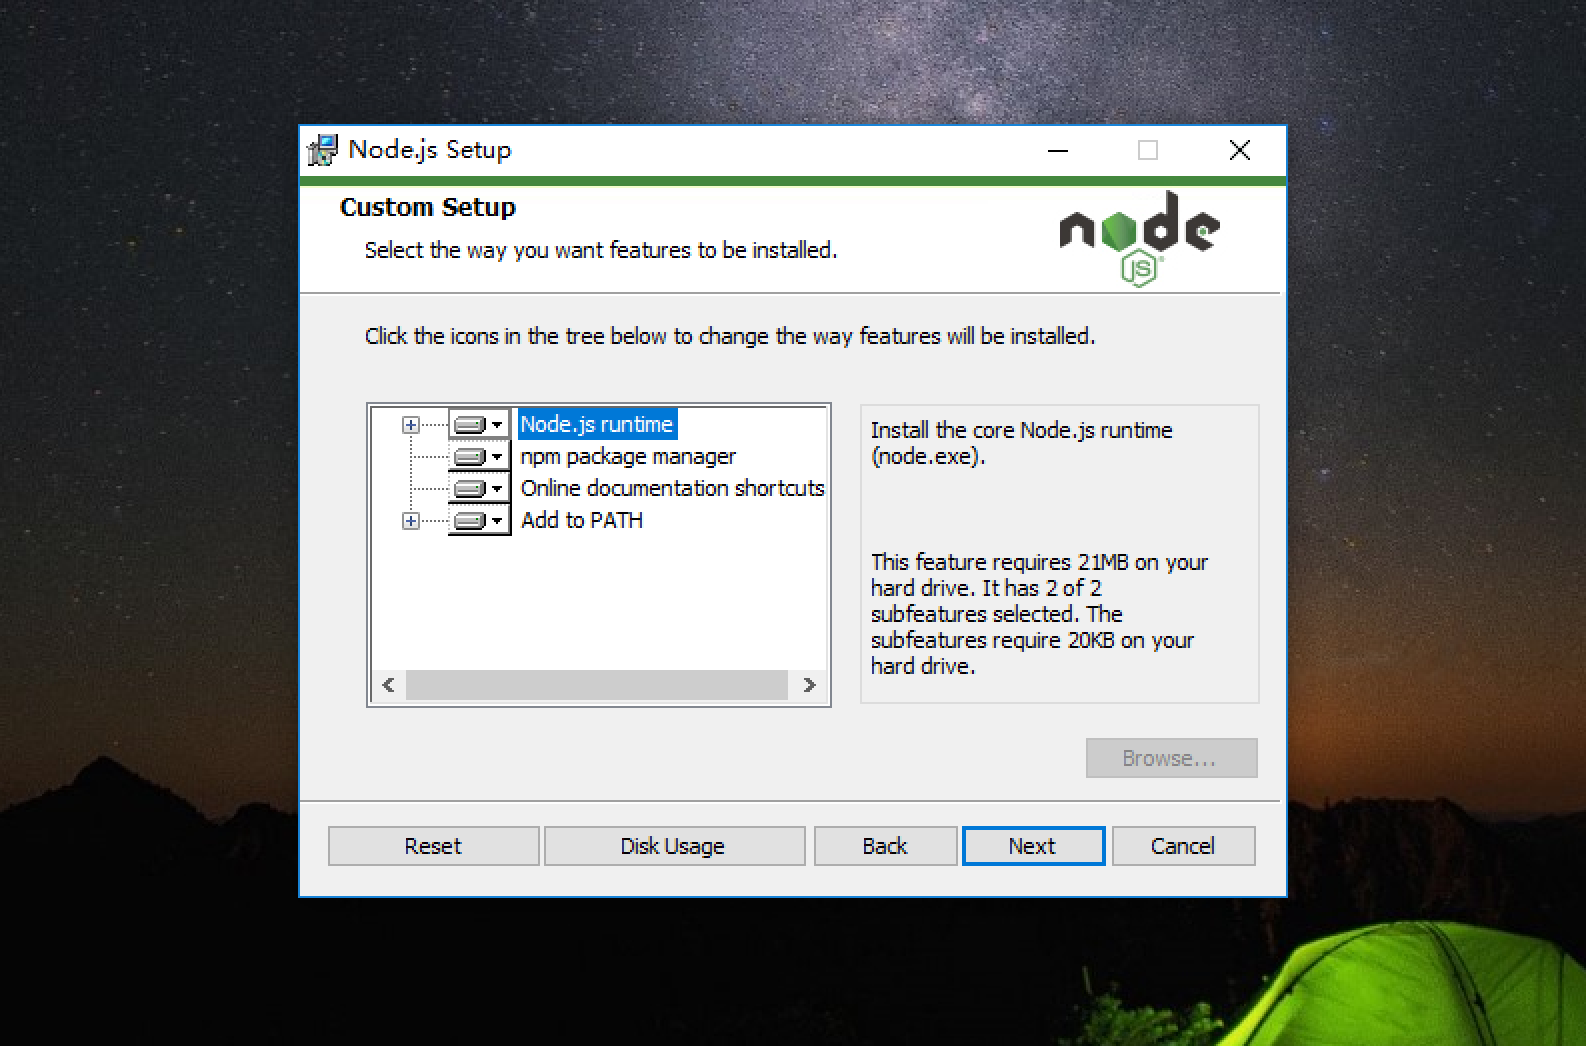 Node.js Setup
Custom Setup
Select the way you want features to be installed.
node
JS
Click the icons in the tree below to change the way features will be installed.
Node.js runtime
npm package manager
Online documentation shortcuts
Add to PATH
Install the core Node.js runtime
(node.exe).
This feature requires 21MB on your
hard drive. It has 2 of 2
subfeatures selected. The
subfeatures require 20KB on your
hard drive.
Browse...
Reset
Disk Usage
Back
Next
Cancel